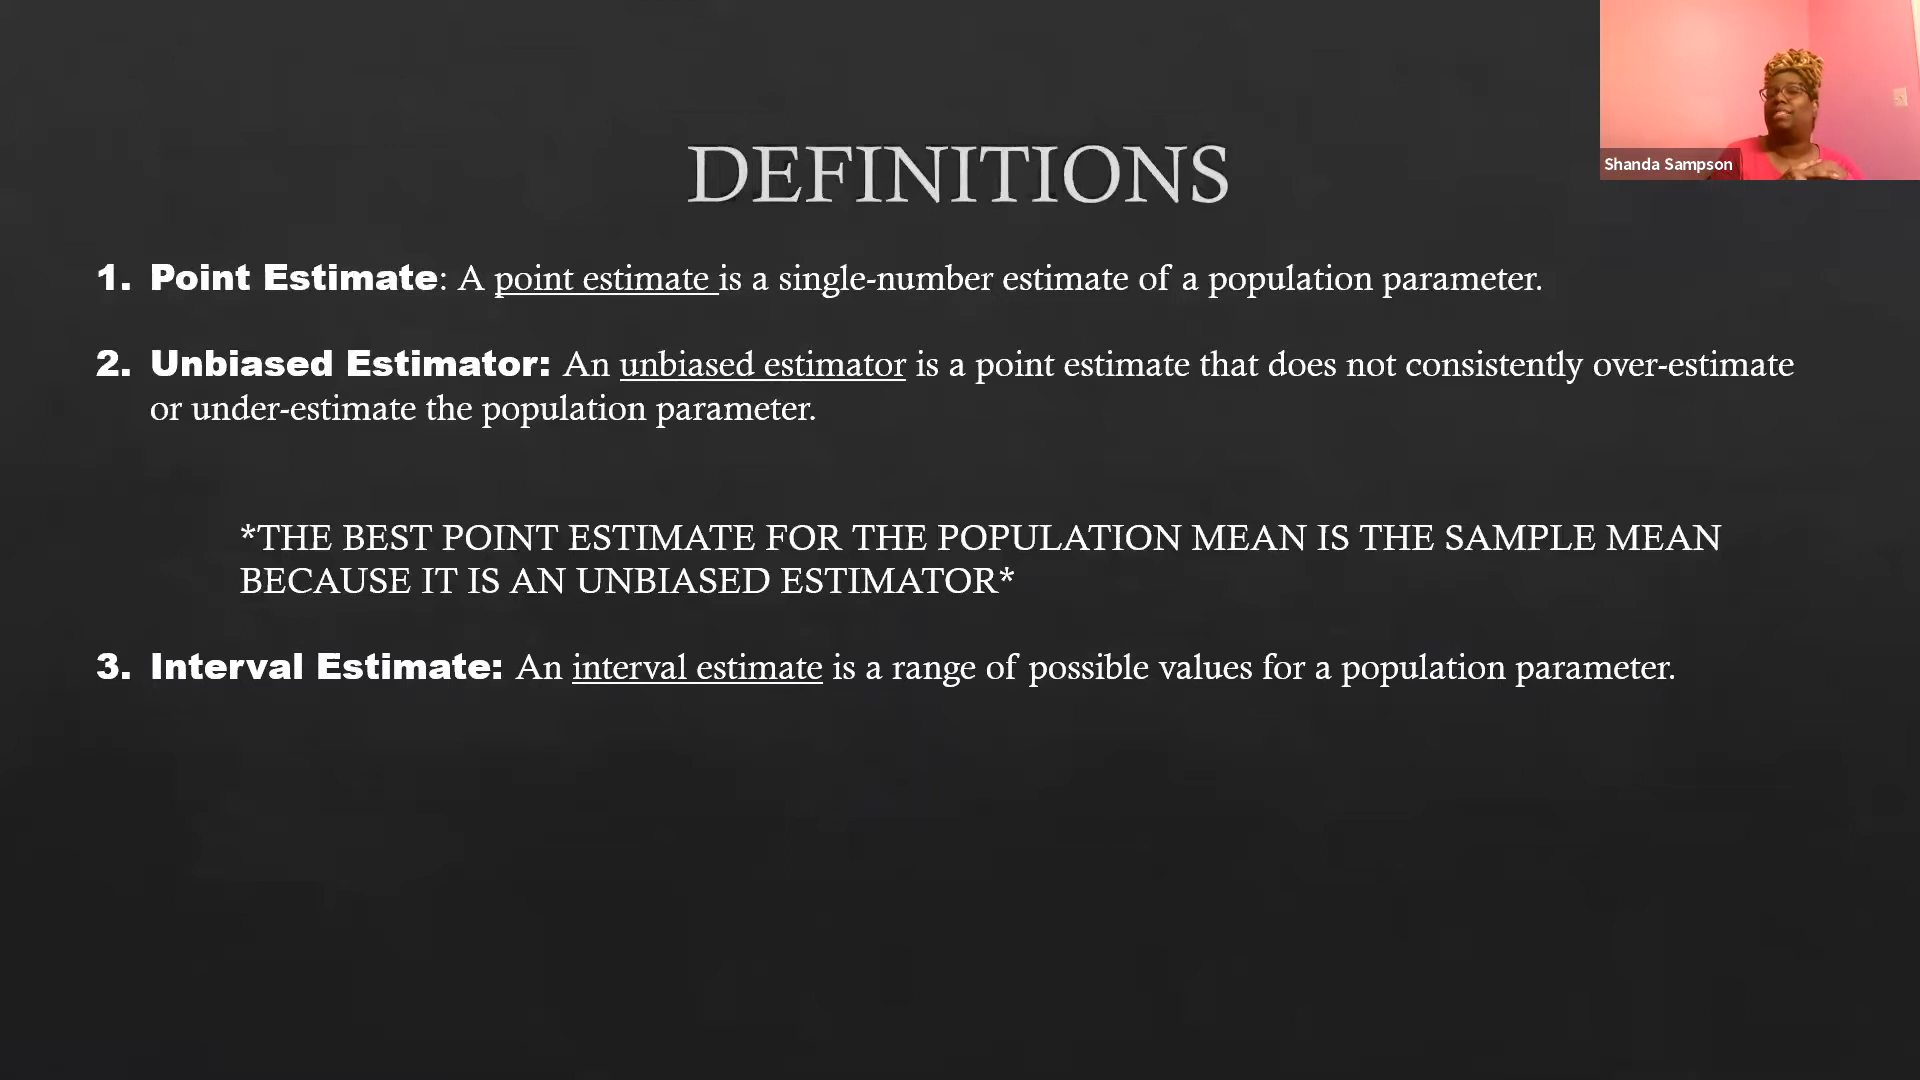 Shanda Sampson
DEFINITIONS
1. Point Estimate: A point estimate is a single-number estimate of a population parameter.
2. Unbiased Estimator: An unbiased estimator is a point estimate that does not consistently over-estimate
or under-estimate the population parameter.
*THE BEST POINT ESTIMATE FOR THE POPULATION MEAN IS THE SAMPLE MEAN
BECAUSE IT IS AN UNBIASED ESTIMATOR*
3. Interval Estimate: An interval estimate is a range of possible values for a population parameter.